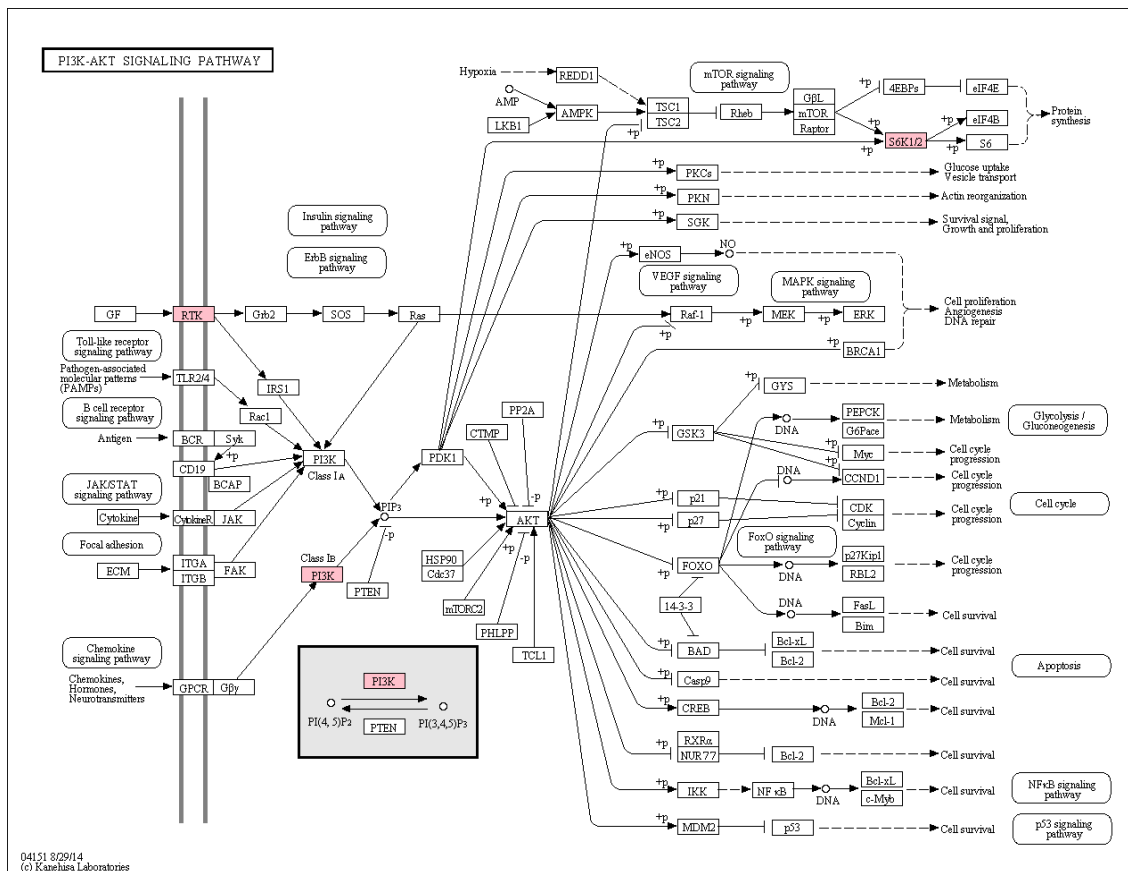 PI3K-AKT SIGNALING PATHWAY
Hypoxia
REDD1
mTOR signaling
pathway
AMP
AMPK
LKB1
TSC1
TSC2
+p
Rheb
GβL
mTOR
Raptor
+p
4EBPs
eIF4E
+p
S6K1/2
+p
+p
eIF4B
+p
S6
Protein
synthesis
+p
PKCs
Glucose uptake
Vesicle transport
+p
PKN
Actin reorganization
+p
SGK
Survival signal,
Growth and proliferation
Insulin signaling
pathway
ErbB signaling
pathway
+p
eNOS
NO
VEGF signaling
pathway
MAPK signaling
pathway
GF
RTK
Grb2
SOS
Ras
Raf-1
+p
+p
MEK
+p
ERK
Cell proliferation
Angiogenesis
DNA repair
+p
BRCA1
Toll-like receptor
signaling pathway
Pathogen-associated
molecular patterns
(PAMPs)
TLR2/4
IRS1
Rac1
B cell receptor
signaling pathway
Antigen
BCR
Syk
+p
CD19
BCAP
PI3K
Class IA
JAK/STAT
signaling pathway
Cytokine
CytokineR
JAK
Focal adhesion
ECM
ITGA
ITGB
FAK
Class IB
PI3K
PIP3
-p
PTEN
PDK1
CTMP
PP2A
-p
+p
AKT
+p
-p
HSP90
Cdc37
mTORC2
PHLPP
TCL1
+p
GYS
Metabolism
+p
GSK3
DNA
PEPCK
G6Pace
Metabolism
Glycolysis /
Gluconeogenesis
+p
Myc
Cell cycle
progression
+p
DNA
CCND1
Cell cycle
progression
+p
p21
+p
p27
CDK
Cyclin
Cell cycle
progression
Cell cycle
FoxO signaling
pathway
+p
FOXO
DNA
p27Kip1
RBL2
Cell cycle
progression
14-3-3
DNA
FasL
Bim
Cell survival
+p
BAD
Bcl-xL
Bcl-2
Cell survival
Apoptosis
+p
Casp9
Cell survival
+p
CREB
DNA
Bcl-2
Mcl-1
Cell survival
+p
RXRα
NUR77
Bcl-2
Cell survival
+p
IKK
NFκB
DNA
Bcl-xL
c-Myb
Cell survival
NFκB signaling
pathway
+p
MDM2
p53
Cell survival
p53 signaling
pathway
Chemokine
signaling pathway
Chemokines,
Hormones,
Neurotransmitters
GPCR
Gβγ
PI3K
PI(4,5)P2
PI(3,4,5)P3
PTEN
04151 8/29/14
(c) Kanehisa Laboratories